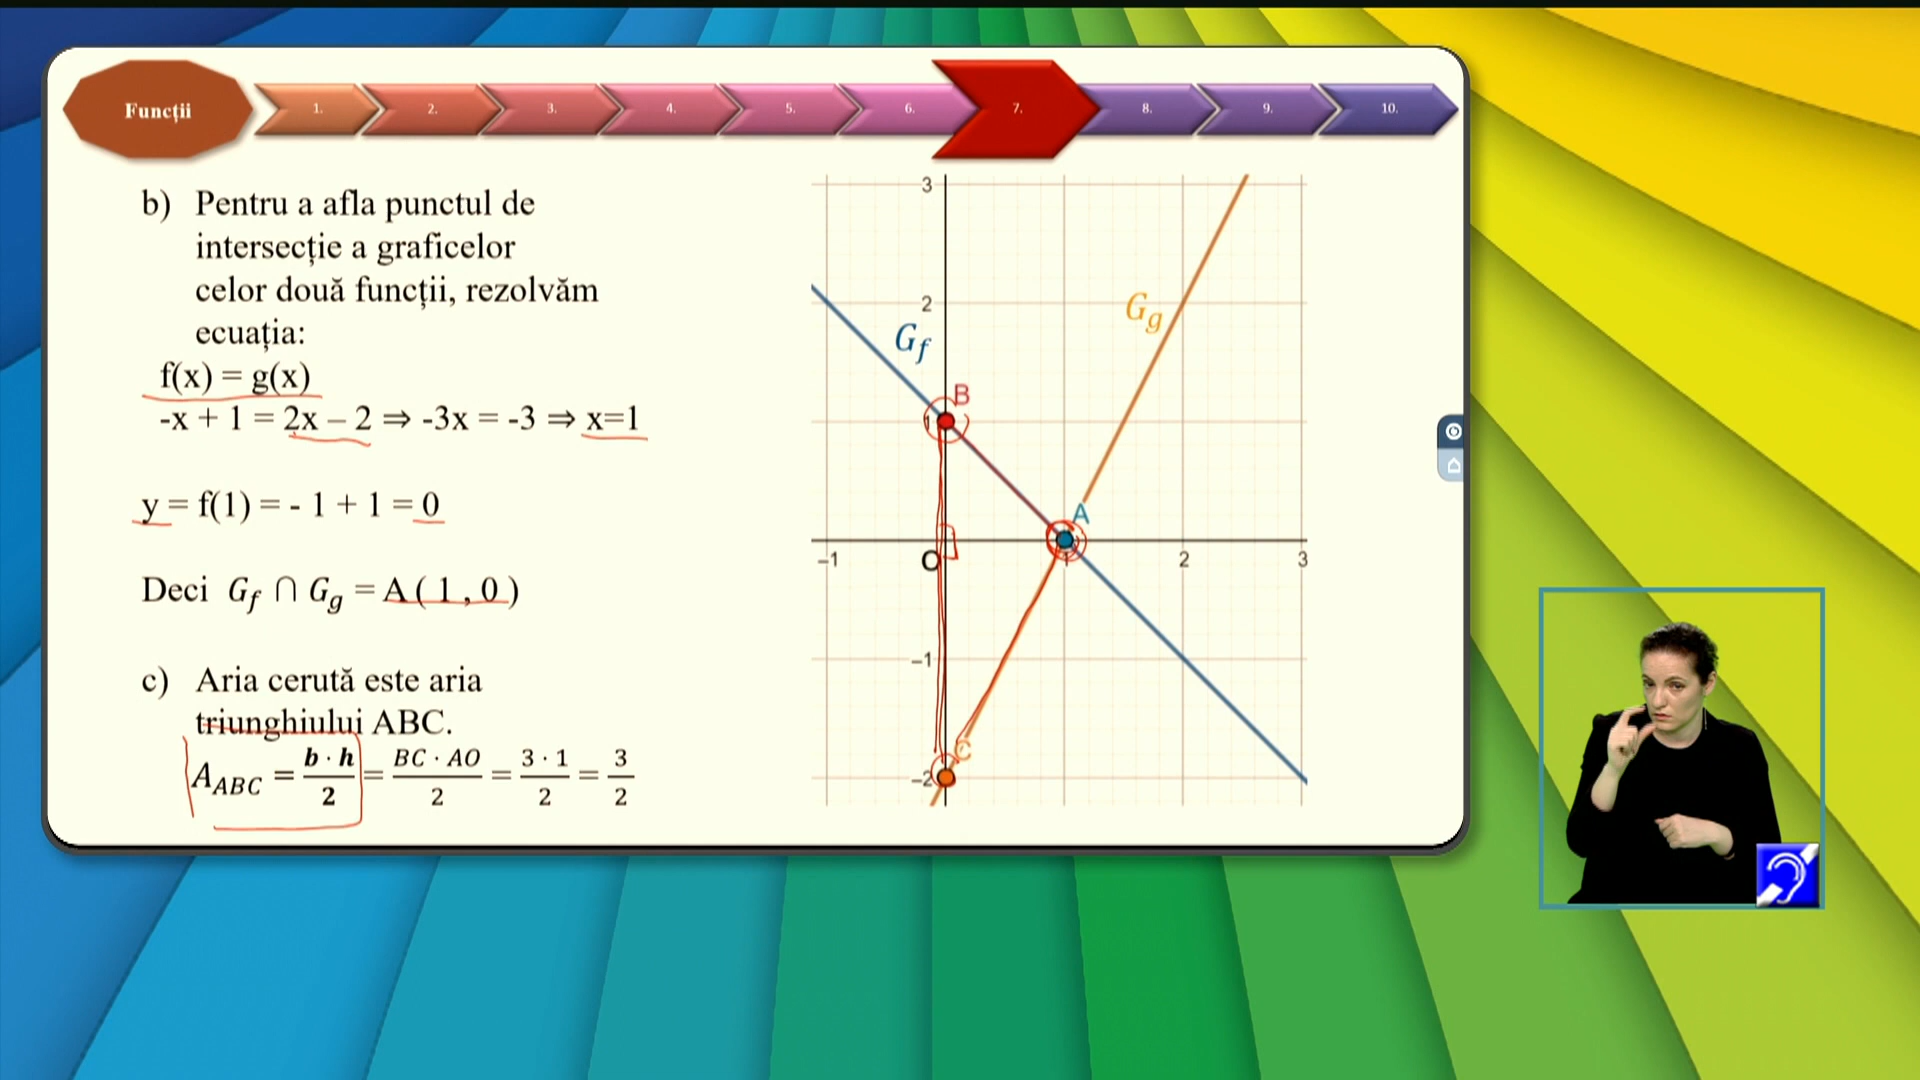 Funcții
1.
2.
3.
4.
5.
6.
7.
8.
9.
10.
b) Pentru a afla punctul de
intersecție a graficelor
celor două funcții, rezolvăm
ecuația:
f(x) = g(x)
-x + 1 = 2x – 2 ⇒ -3x = -3 ⇒ x=1
y = f(1) = - 1 + 1 = 0
Deci G_f ∩ G_g = A ( 1 , 0 )
c) Aria cerută este aria
triunghiului ABC.
A_ABC = b · h / 2 = BC · AO / 2 = 3 · 1 / 2 = 3 / 2
3
2
G_f
G_g
B
1
A
−1
O
1
2
3
−1
C
−2